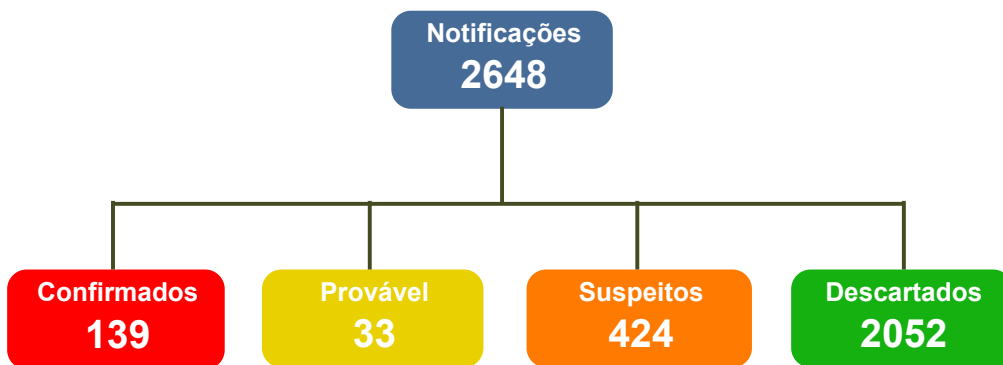 Notificações
2648
Confirmados
139
Provável
33
Suspeitos
424
Descartados
2052